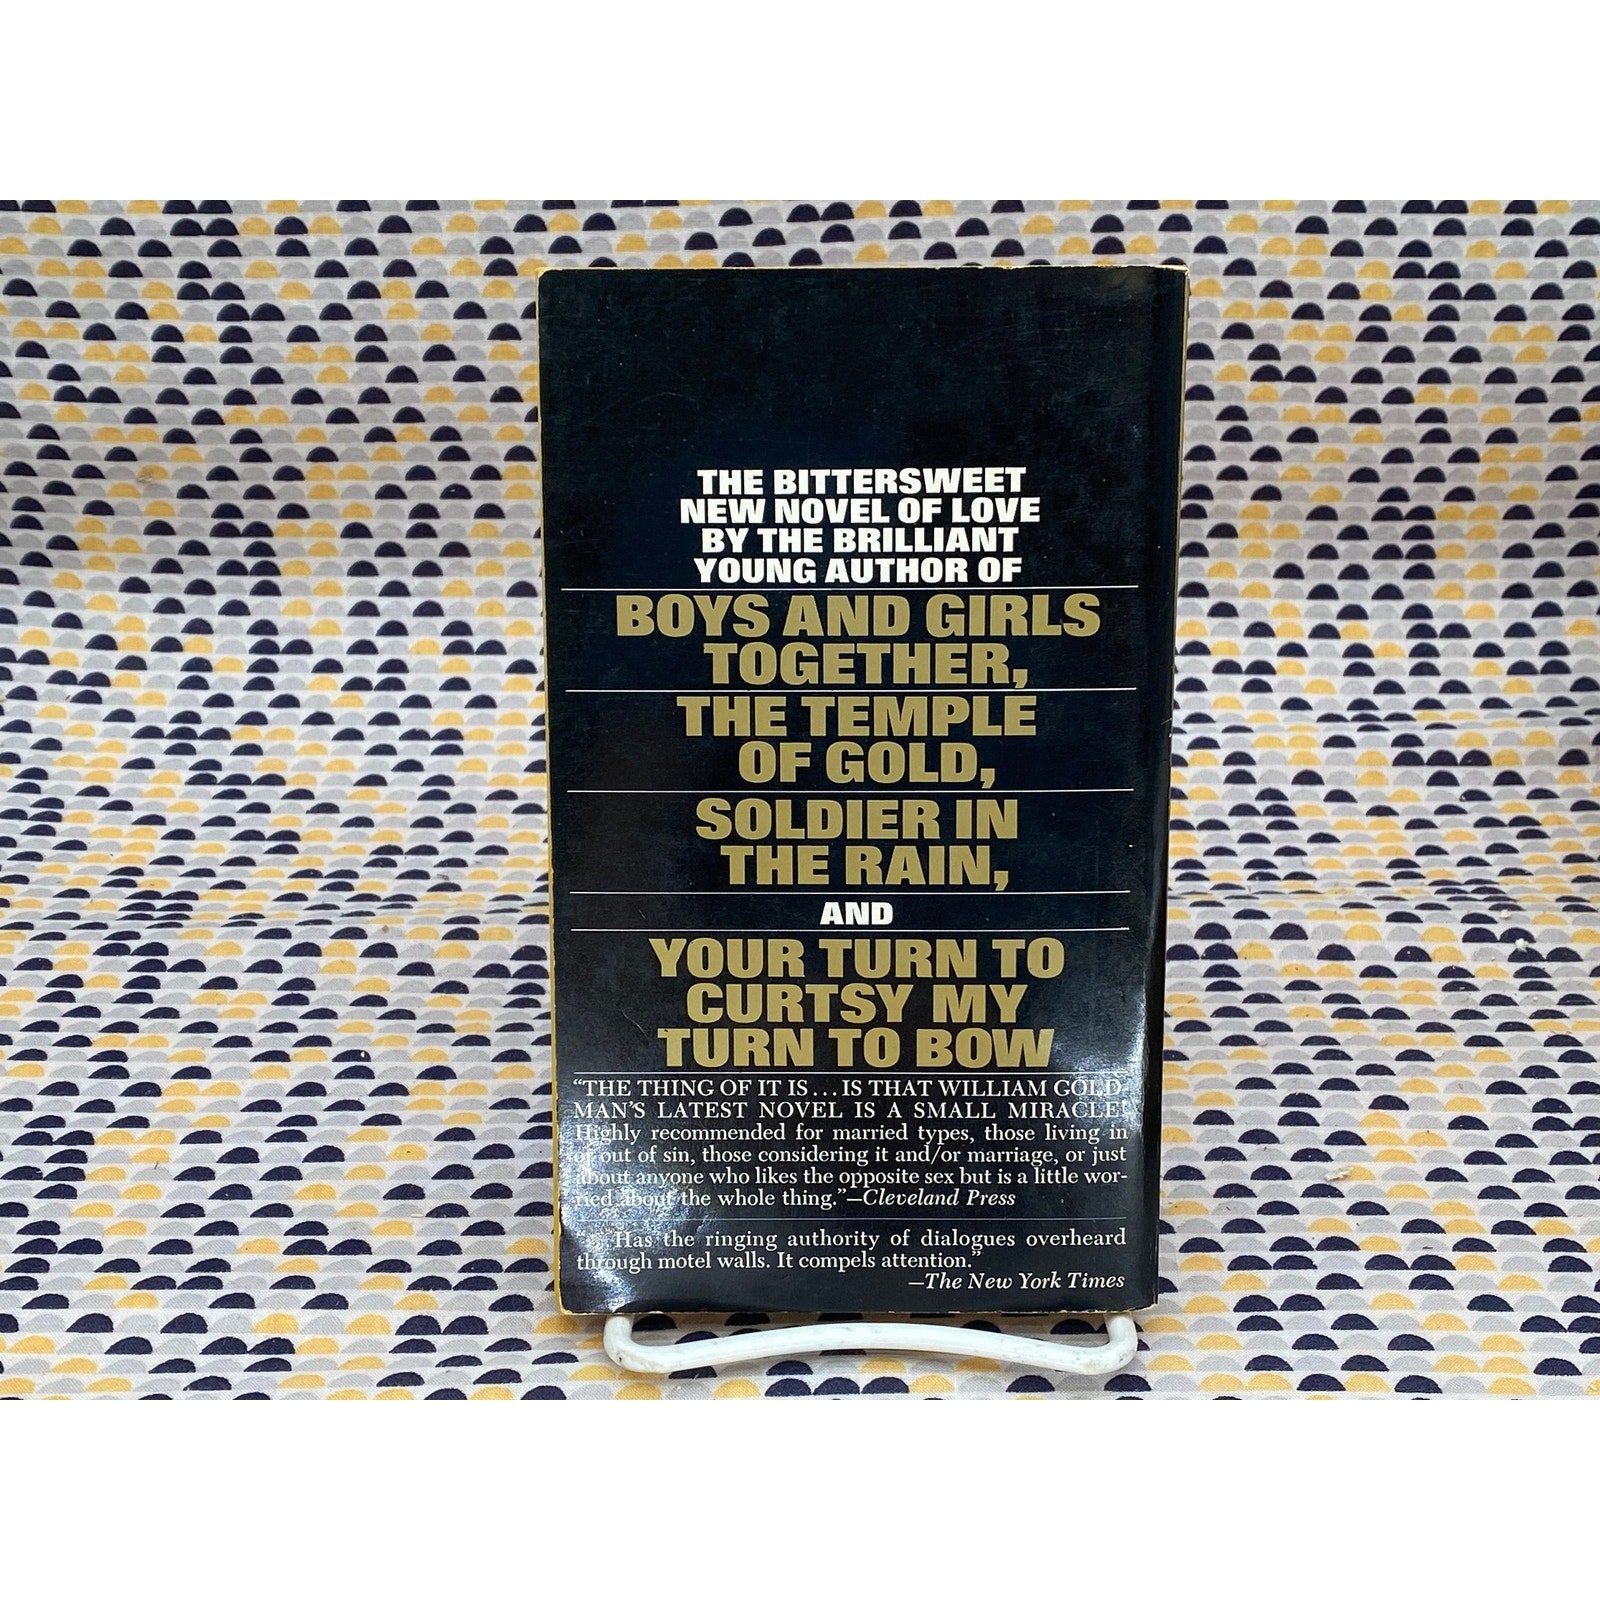 THE BITTERSWEET
NEW NOVEL OF LOVE
BY THE BRILLIANT
YOUNG AUTHOR OF
BOYS AND GIRLS
TOGETHER,
THE TEMPLE
OF GOLD,
SOLDIER IN
THE RAIN,
AND
YOUR TURN TO
CURTSY MY
TURN TO BOW
“THE THING OF IT IS...IS THAT WILLIAM GOLD-
MAN’S LATEST NOVEL IS A SMALL MIRACLE!
Highly recommended for married types, those living in
or out of sin, those considering it and/or marriage, or just
about anyone who likes the opposite sex but is a little wor-
ried about the whole thing.”—Cleveland Press
Has the ringing authority of dialogues overheard
through motel walls. It compels attention.”
—The New York Times